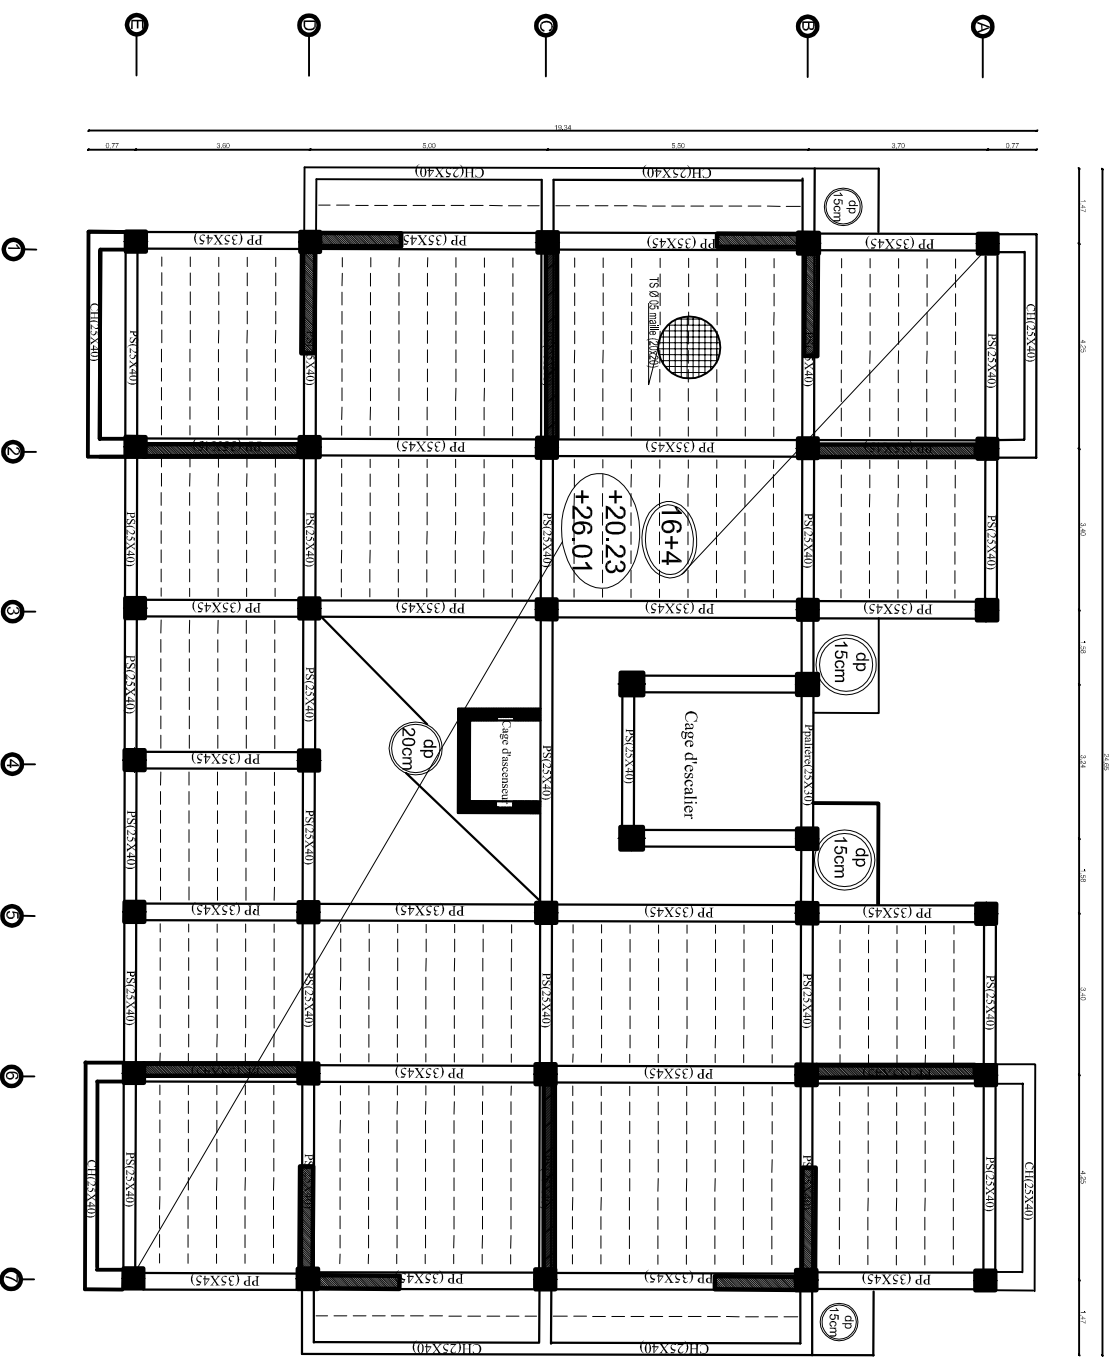 E
D
C
B
A
19,34
0,77
3,60
5,00
5,50
3,70
0,77
CH(25X40)
CH(25X40)
dp
15cm
1,47
1
PP (35X45)
PP (35X45)
PP (35X45)
PP (35X45)
CH(25X40)
PS(25X40)
TS Ø 05 maille (20x20)
PS(25X40)
CH(25X40)
4,25
2
PP (35X45)
PP (35X45)
PS(25X40)
PS(25X40)
PS(25X40)
+20.23
+26.01
16+4
PS(25X40)
PS(25X40)
3,40
3
PP (35X45)
PP (35X45)
PP (35X45)
PP (35X45)
PS(25X40)
PS(25X40)
dp
15cm
1,58
4
PP (35X45)
dp
20cm
Cage d'ascenseur
PS(25X40)
PS(25X40)
Cage d'escalier
Ppalière(25X30)
3,24
24,65
PS(25X40)
PS(25X40)
dp
15cm
1,58
5
PP (35X45)
PP (35X45)
PP (35X45)
PP (35X45)
PP (35X45)
PS(25X40)
PS(25X40)
PS(25X40)
PS(25X40)
PS(25X40)
3,40
6
PP (35X45)
PP (35X45)
CH(25X40)
PS(25X40)
PS(25X40)
CH(25X40)
4,25
7
PP (35X45)
PP (35X45)
PP (35X45)
PP (35X45)
dp
15cm
1,47
CH(25X40)
CH(25X40)